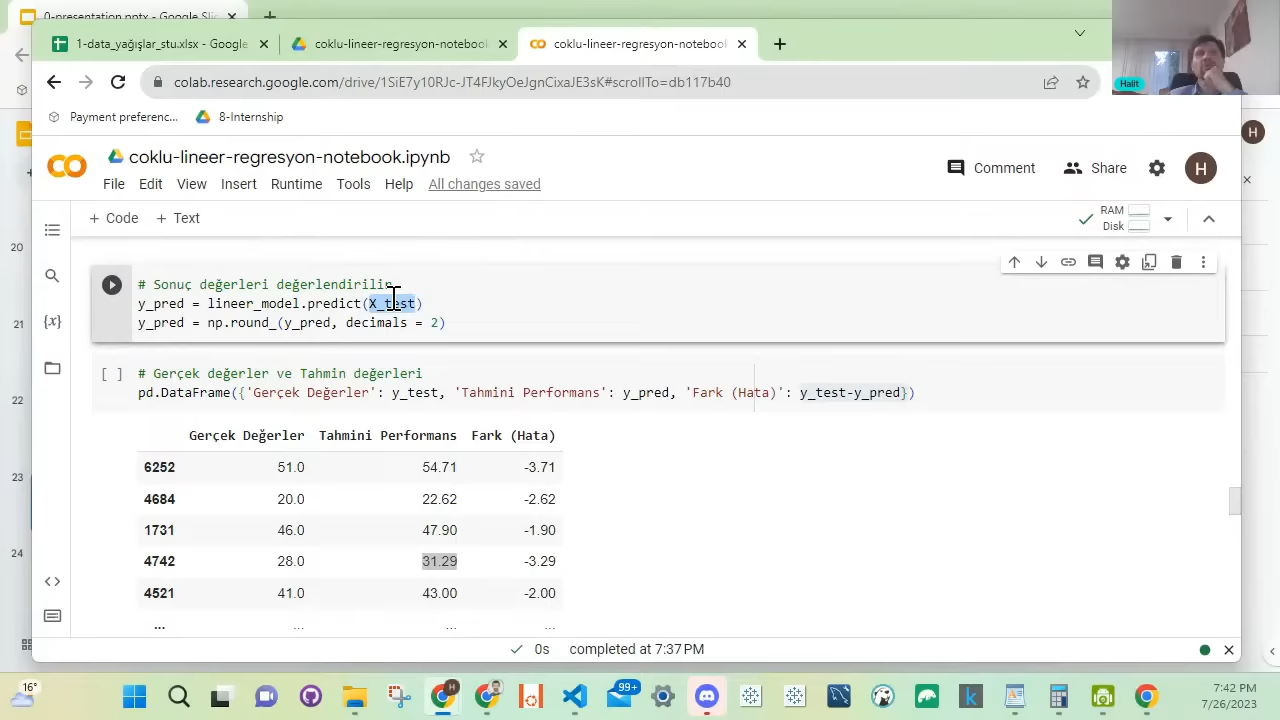 0-presentation.pptx - Google Slid
1-data_yağışlar_stu.xlsx - Google
coklu-lineer-regresyon-notebook
coklu-lineer-regresyon-notebook
Halit
colab.research.google.com/drive/
#scrollTo=db117b40
Payment preferenc...
8-Internship
H
coklu-lineer-regresyon-notebook.ipynb
Comment
Share
H
File Edit View Insert Runtime Tools Help All changes saved
+ Code + Text
RAM
Disk
20
21
22
23
24
{x}
# Sonuç değerleri değerlendirilin
y_pred = lineer_model.predict(X_test)
y_pred = np.round_(y_pred, decimals = 2)
[ ]
# Gerçek değerler ve Tahmin değerleri
pd.DataFrame({'Gerçek Değerler': y_test, 'Tahmini Performans': y_pred, 'Fark (Hata)': y_test-y_pred})
Gerçek Değerler Tahmini Performans Fark (Hata)
6252 51.0 54.71 -3.71
4684 20.0 22.62 -2.62
1731 46.0 47.90 -1.90
4742 28.0 31.29 -3.29
4521 41.0 43.00 -2.00
... ... ... ...
0s completed at 7:37 PM
16°
H
99+
k
7:42 PM
7/26/2023